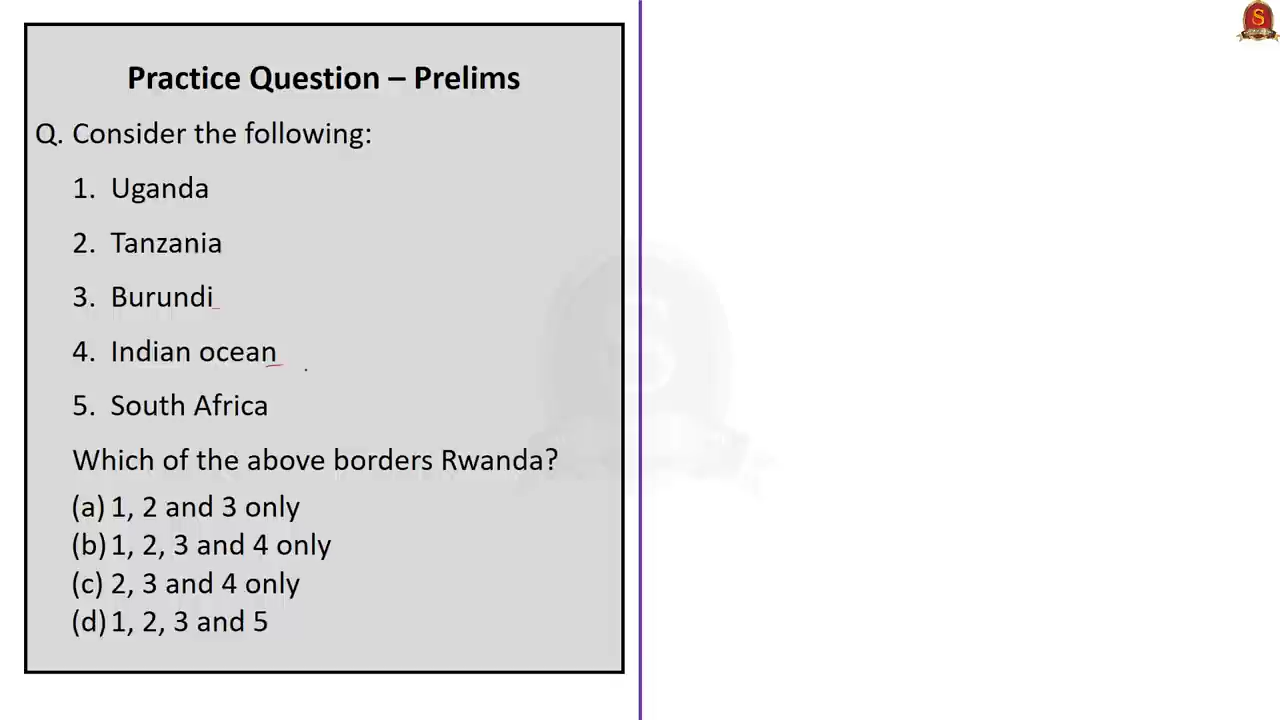 Practice Question – Prelims
Q. Consider the following:
1. Uganda
2. Tanzania
3. Burundi
4. Indian ocean
5. South Africa
Which of the above borders Rwanda?
(a) 1, 2 and 3 only
(b) 1, 2, 3 and 4 only
(c) 2, 3 and 4 only
(d) 1, 2, 3 and 5
S